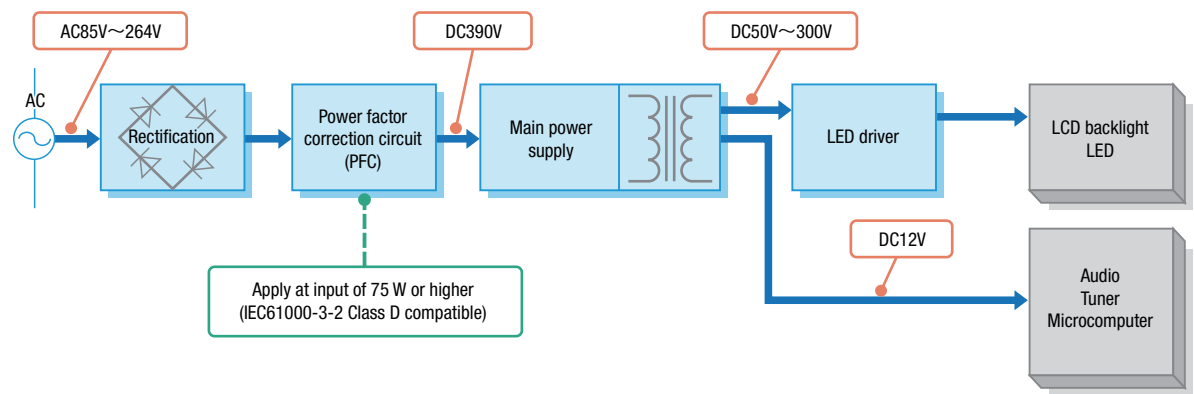 AC85V～264V
DC390V
DC50V～300V
AC
Rectification
Power factor
correction circuit
(PFC)
Main power
supply
LED driver
LCD backlight
LED
DC12V
Apply at input of 75 W or higher
(IEC61000-3-2 Class D compatible)
Audio
Tuner
Microcomputer